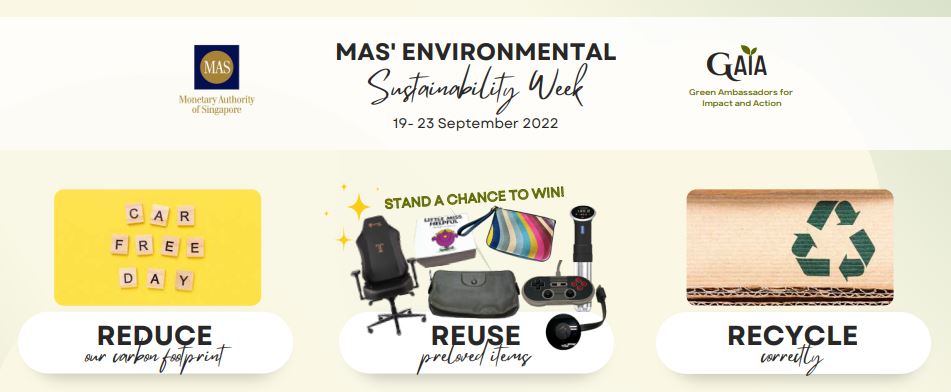 MAS
Monetary Authority
of Singapore
MAS' ENVIRONMENTAL
Sustainability Week
19- 23 September 2022
GAIA
Green Ambassadors for
Impact and Action
CAR
FREE
DAY
REDUCE
our carbon footprint
STAND A CHANCE TO WIN!
LITTLE MISS
HELPFUL
REUSE
preloved items
RECYCLE
correctly